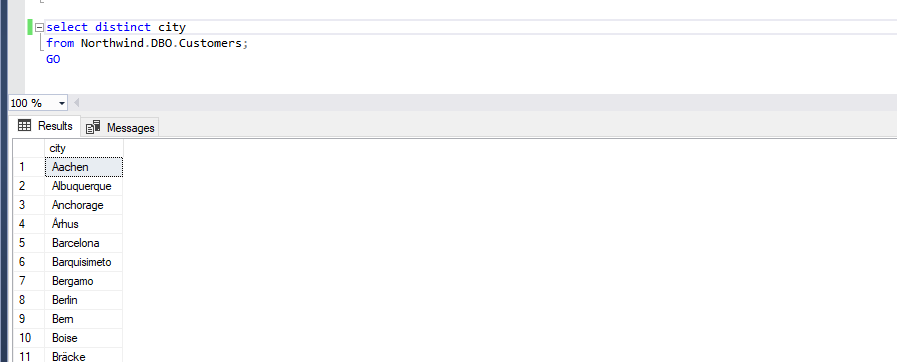 select distinct city
from Northwind.DBO.Customers;
GO
100 %
Results Messages
city
1 Aachen
2 Albuquerque
3 Anchorage
4 Århus
5 Barcelona
6 Barquisimeto
7 Bergamo
8 Berlin
9 Bern
10 Boise
11 Bräcke